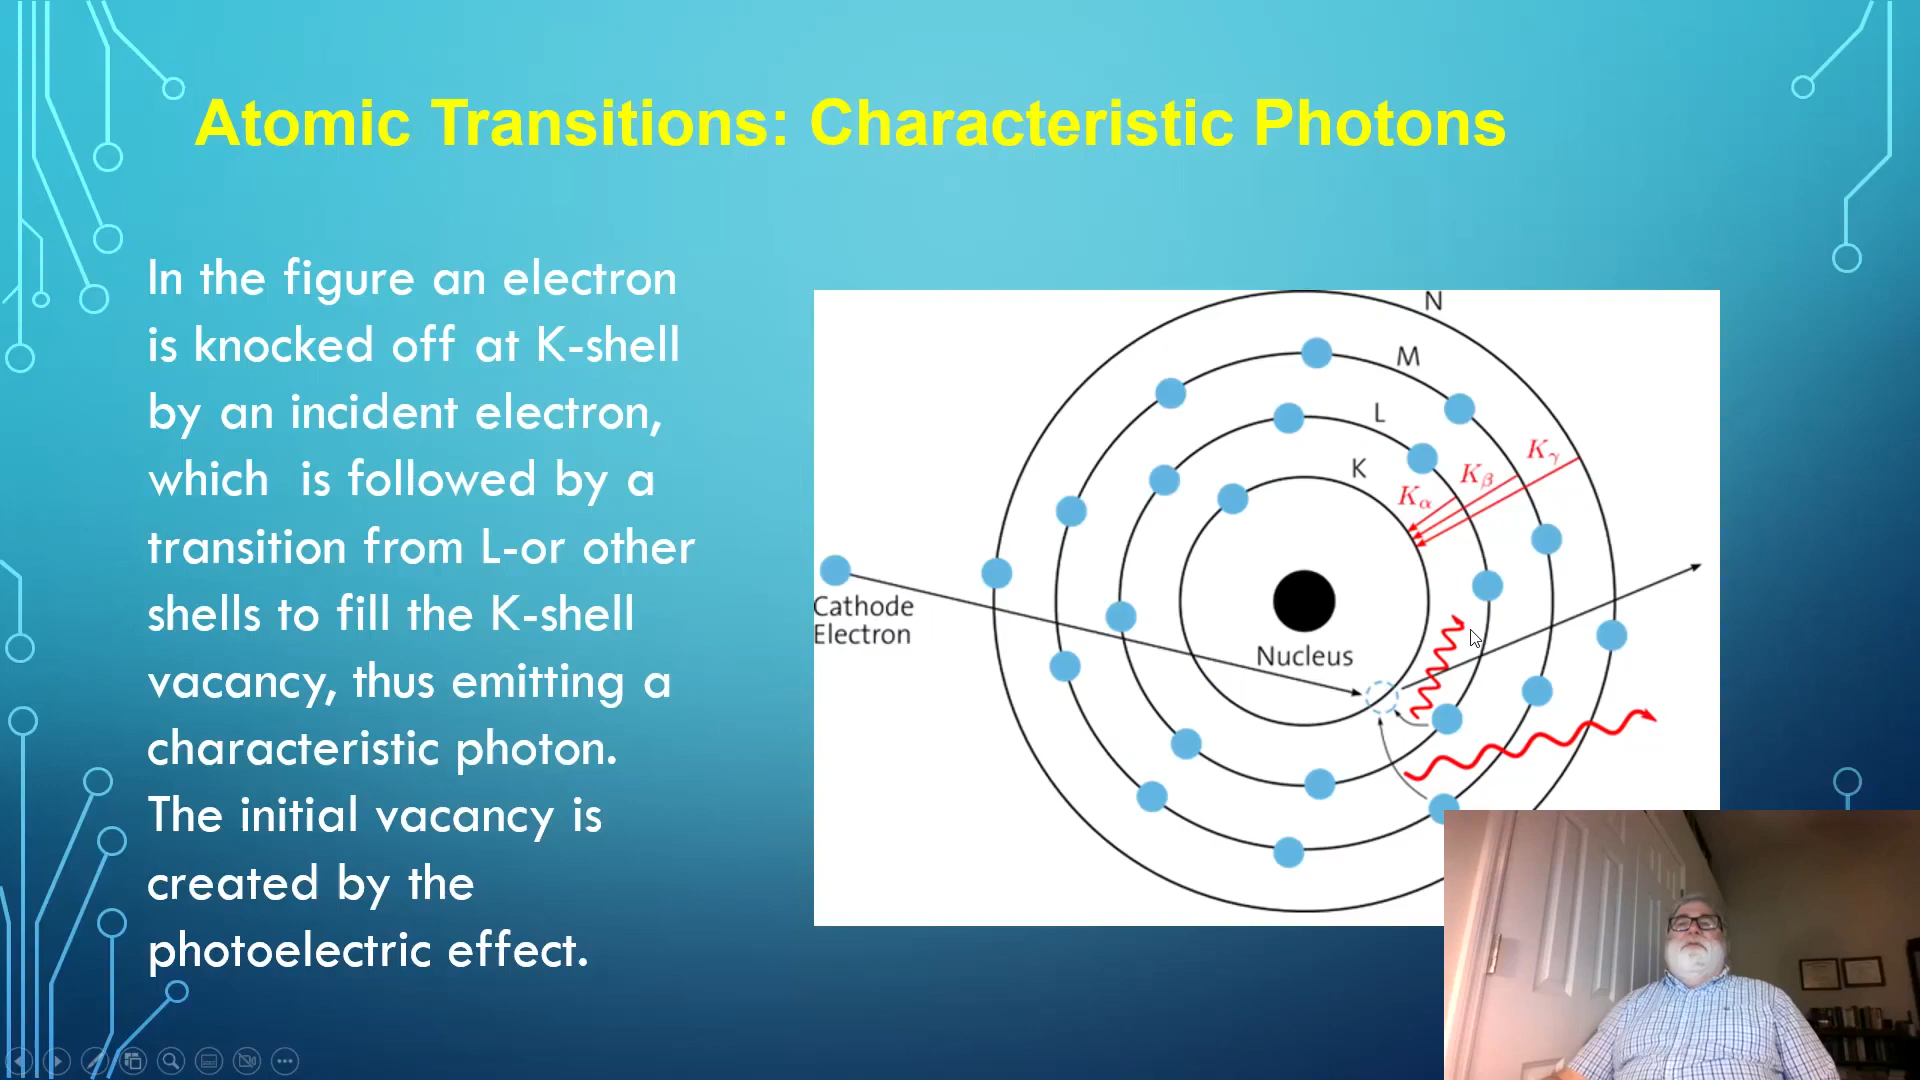 Atomic Transitions: Characteristic Photons
In the figure an electron
is knocked off at K-shell
by an incident electron,
which  is followed by a
transition from L-or other
shells to fill the K-shell
vacancy, thus emitting a
characteristic photon.
The initial vacancy is
created by the
photoelectric effect.
N
M
L
K
Kγ
Kβ
Kα
Cathode
Electron
Nucleus